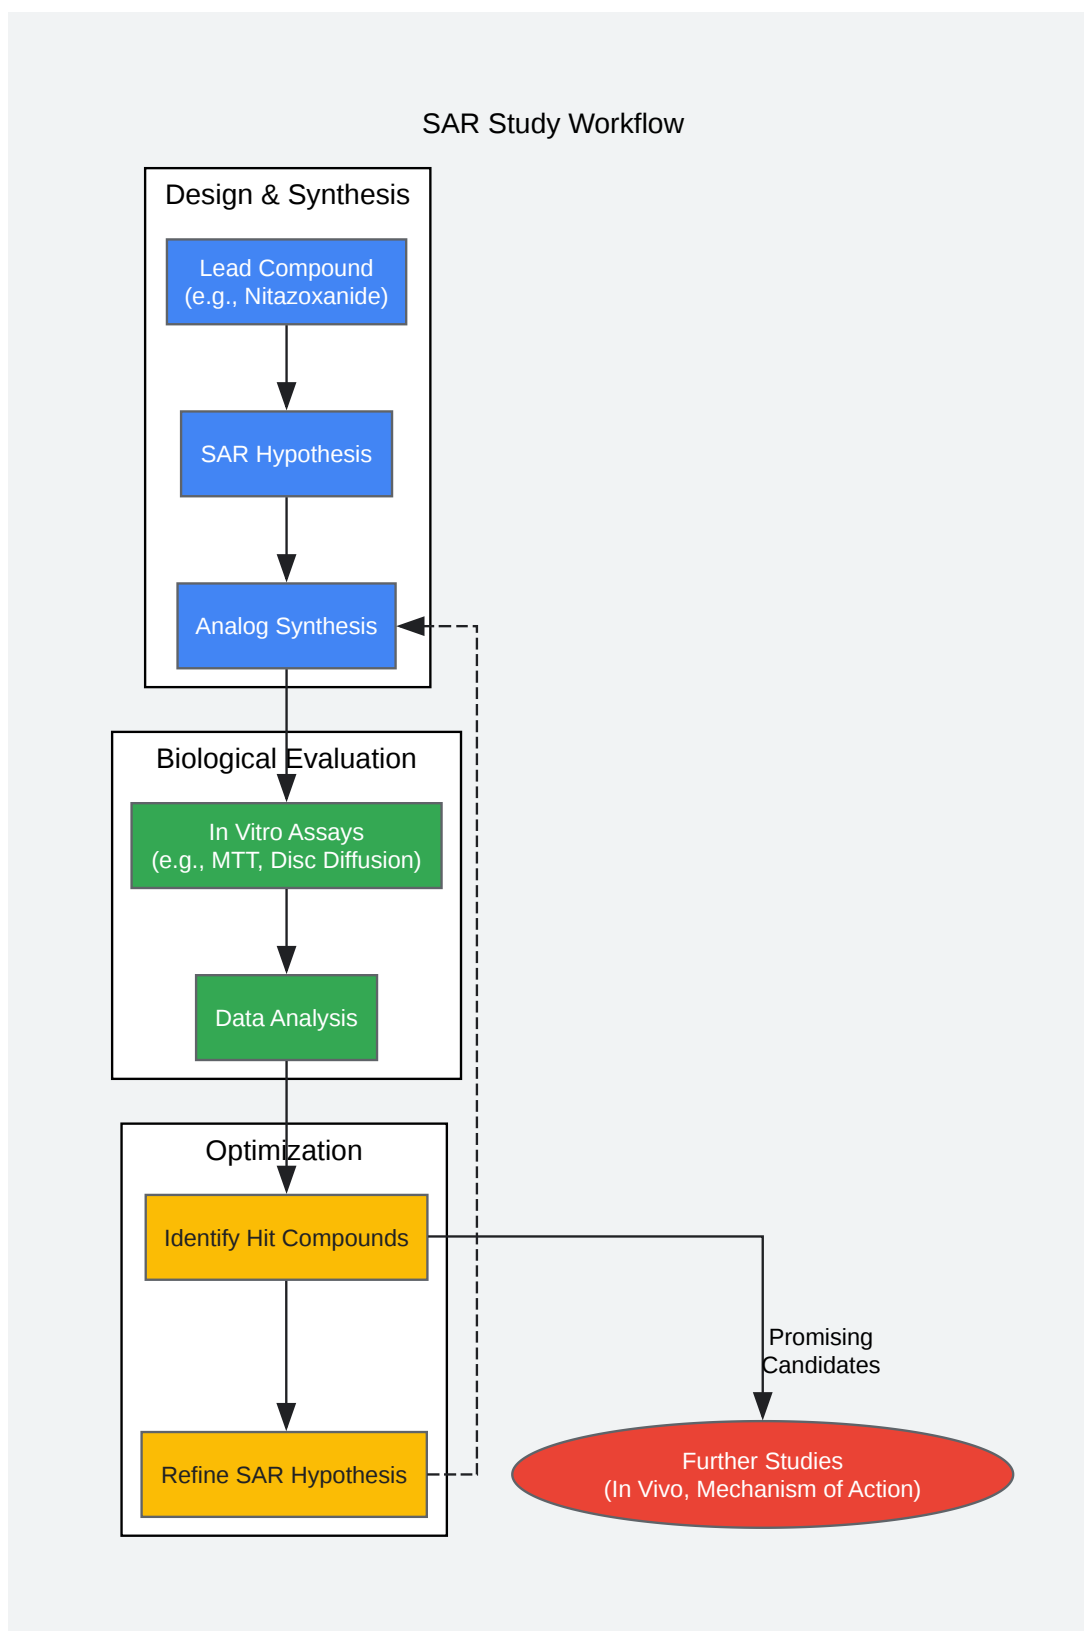 SAR Study Workflow
Design & Synthesis
Lead Compound
(e.g., Nitazoxanide)
SAR Hypothesis
Analog Synthesis
Biological Evaluation
In Vitro Assays
(e.g., MTT, Disc Diffusion)
Data Analysis
Optimization
Identify Hit Compounds
Promising
Candidates
Refine SAR Hypothesis
Further Studies
(In Vivo, Mechanism of Action)